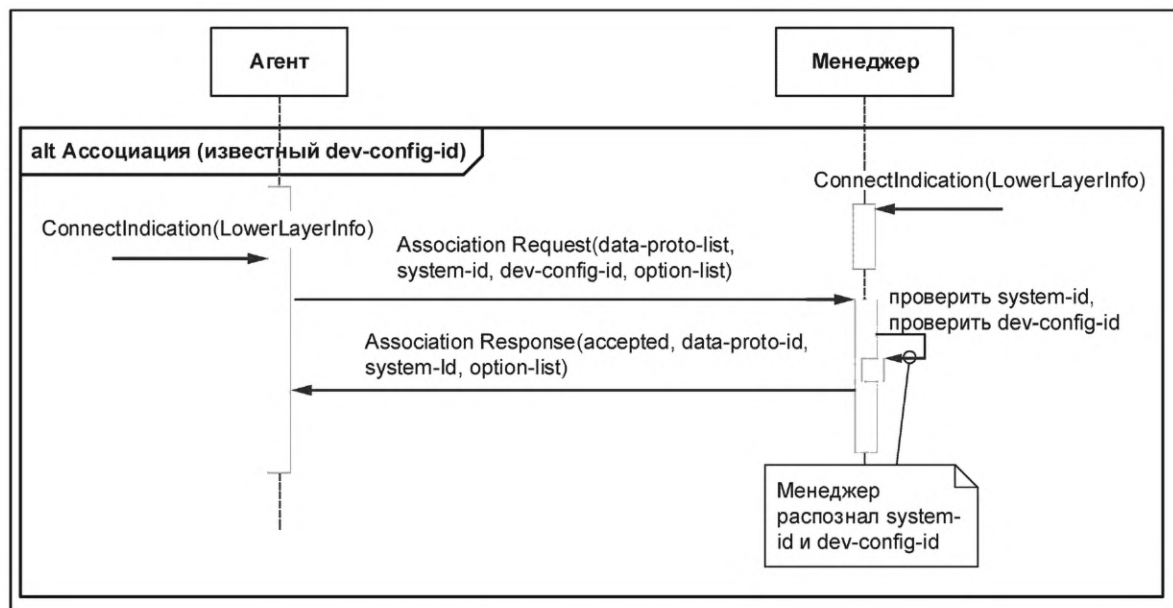 Агент
Менеджер
alt Ассоциация (известный dev-config-id)
ConnectIndication(LowerLayerInfo)
ConnectIndication(LowerLayerInfo)
Association Request(data-proto-list,
system-id, dev-config-id, option-list)
проверить system-id,
проверить dev-config-id
Association Response(accepted, data-proto-id,
system-Id, option-list)
Менеджер
распознал system-
id и dev-config-id